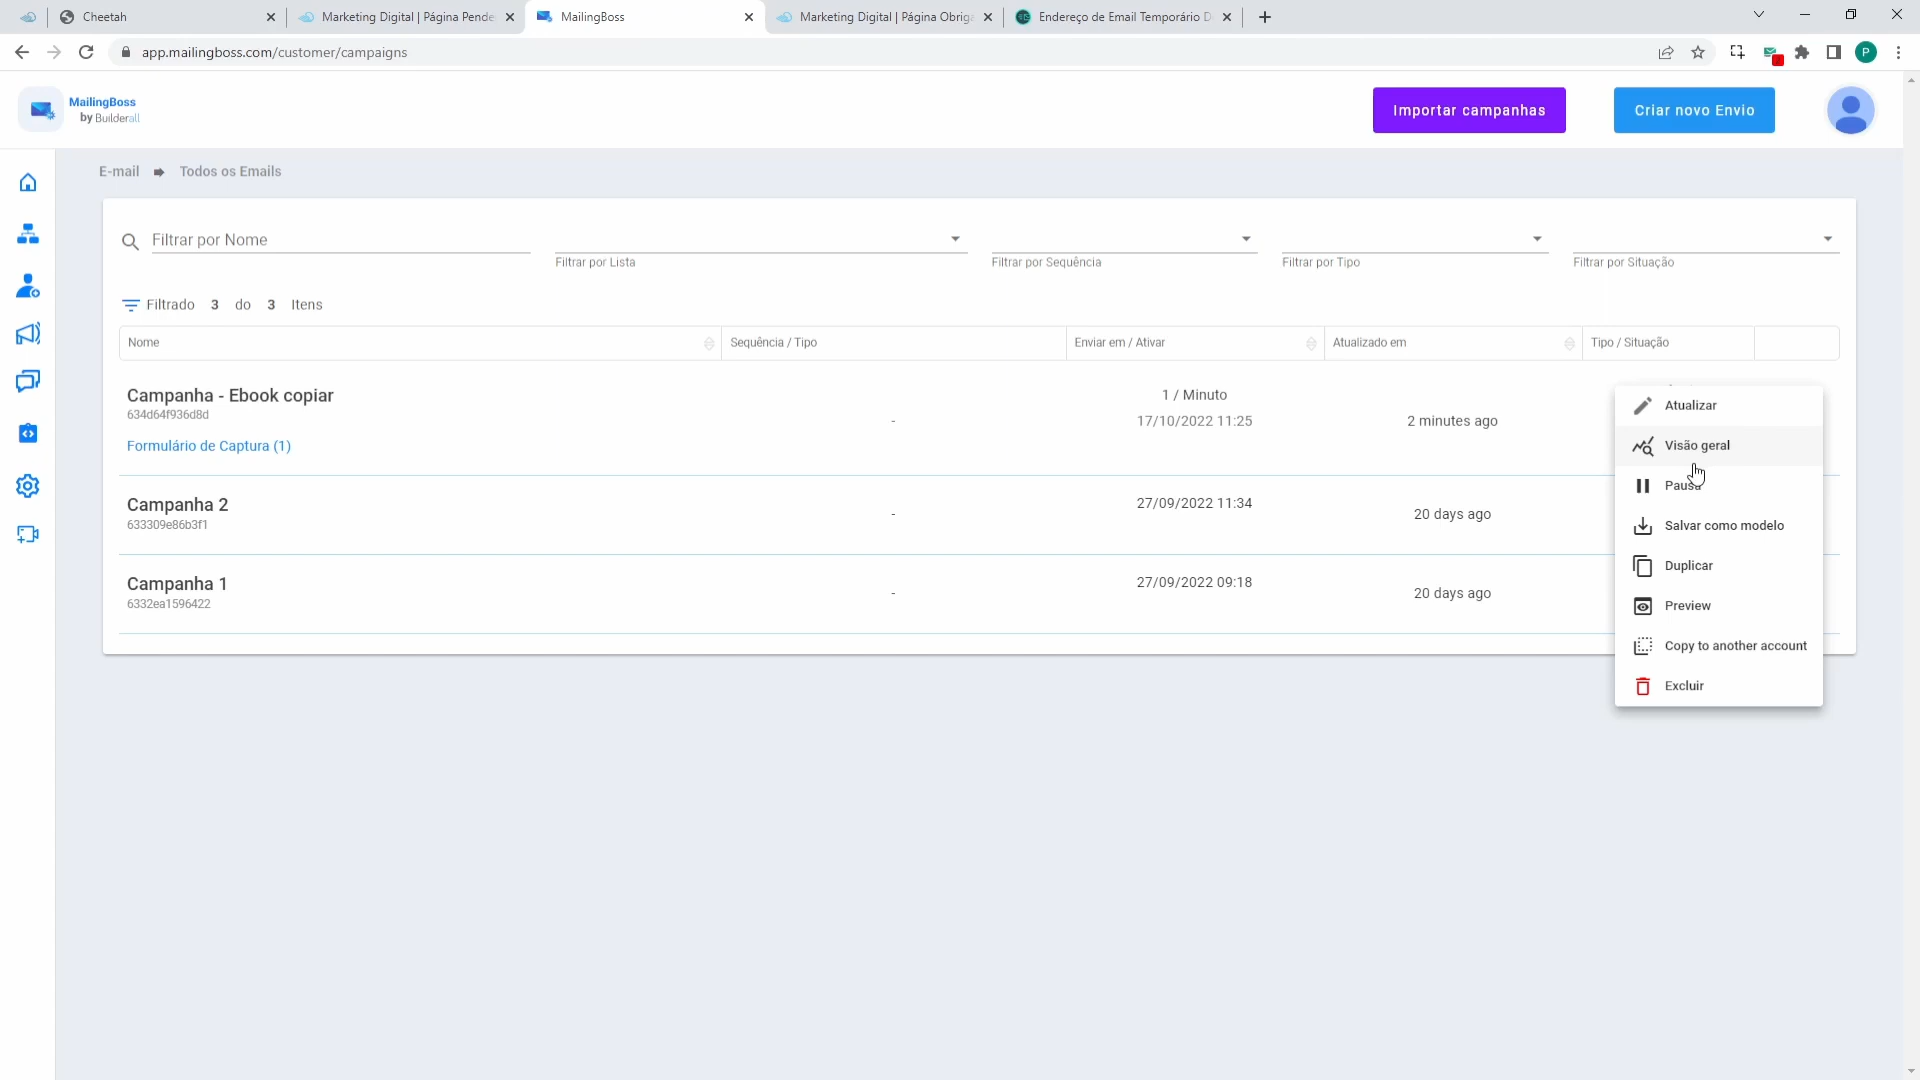 Cheetah
Marketing Digital | Página Pende
MailingBoss
Marketing Digital | Página Obriga
Endereço de Email Temporário D
app.mailingboss.com/customer/campaigns
P
MailingBoss
by Builderall
Importar campanhas
Criar novo Envio
E-mail
Todos os Emails
Filtrar por Nome
Filtrar por Lista
Filtrar por Sequência
Filtrar por Tipo
Filtrar por Situação
Filtrado 3 do 3 Itens
Nome
Sequência / Tipo
Enviar em / Ativar
Atualizado em
Tipo / Situação
Campanha - Ebook copiar
634d64f936d8d
Formulário de Captura (1)
-
1 / Minuto
17/10/2022 11:25
2 minutes ago
Campanha 2
633309e86b3f1
-
27/09/2022 11:34
20 days ago
Campanha 1
6332ea1596422
-
27/09/2022 09:18
20 days ago
Atualizar
Visão geral
Pausa
Salvar como modelo
Duplicar
Preview
Copy to another account
Excluir